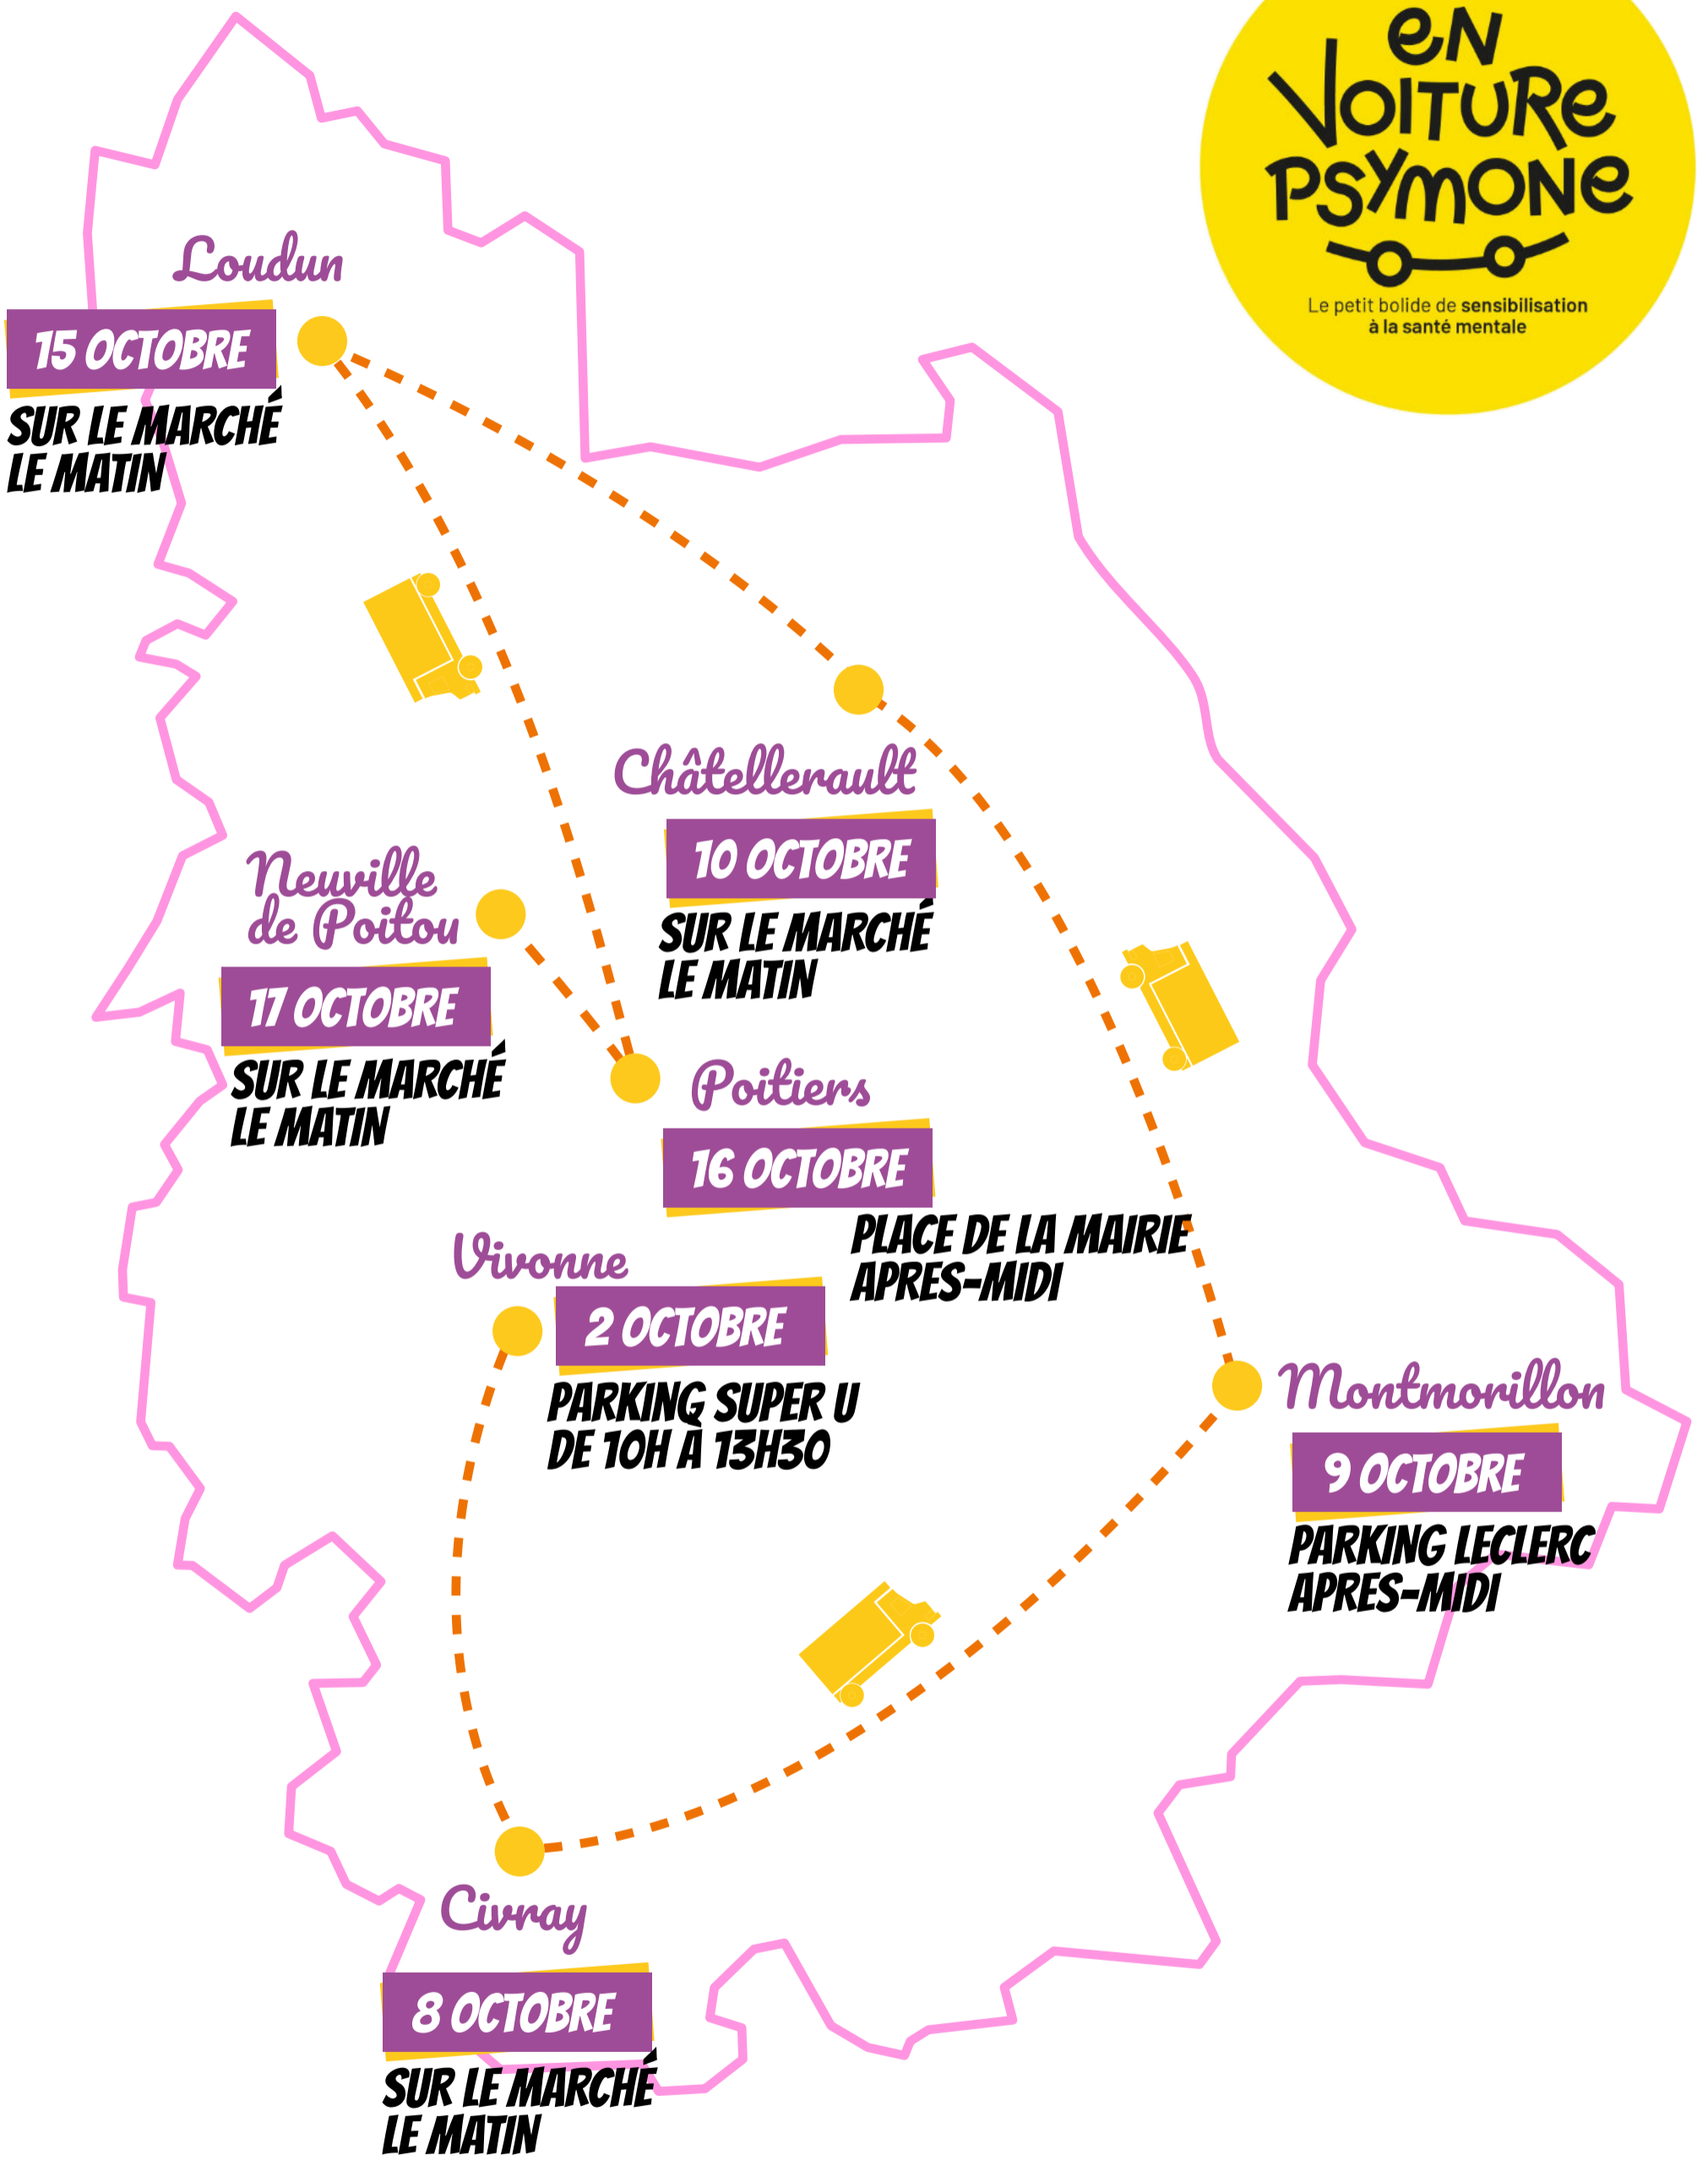 en
Voiture
Psymone
Le petit bolide de sensibilisation
à la santé mentale
Loudun
15 OCTOBRE
SUR LE MARCHÉ
LE MATIN
Châtellerault
10 OCTOBRE
SUR LE MARCHÉ
LE MATIN
Neuville
de Poitou
17 OCTOBRE
SUR LE MARCHÉ
LE MATIN
Poitiers
16 OCTOBRE
PLACE DE LA MAIRIE
APRES-MIDI
Vivonne
2 OCTOBRE
PARKING SUPER U
DE 10H À 13H30
Montmorillon
9 OCTOBRE
PARKING LECLERC
APRES-MIDI
Civray
8 OCTOBRE
SUR LE MARCHÉ
LE MATIN